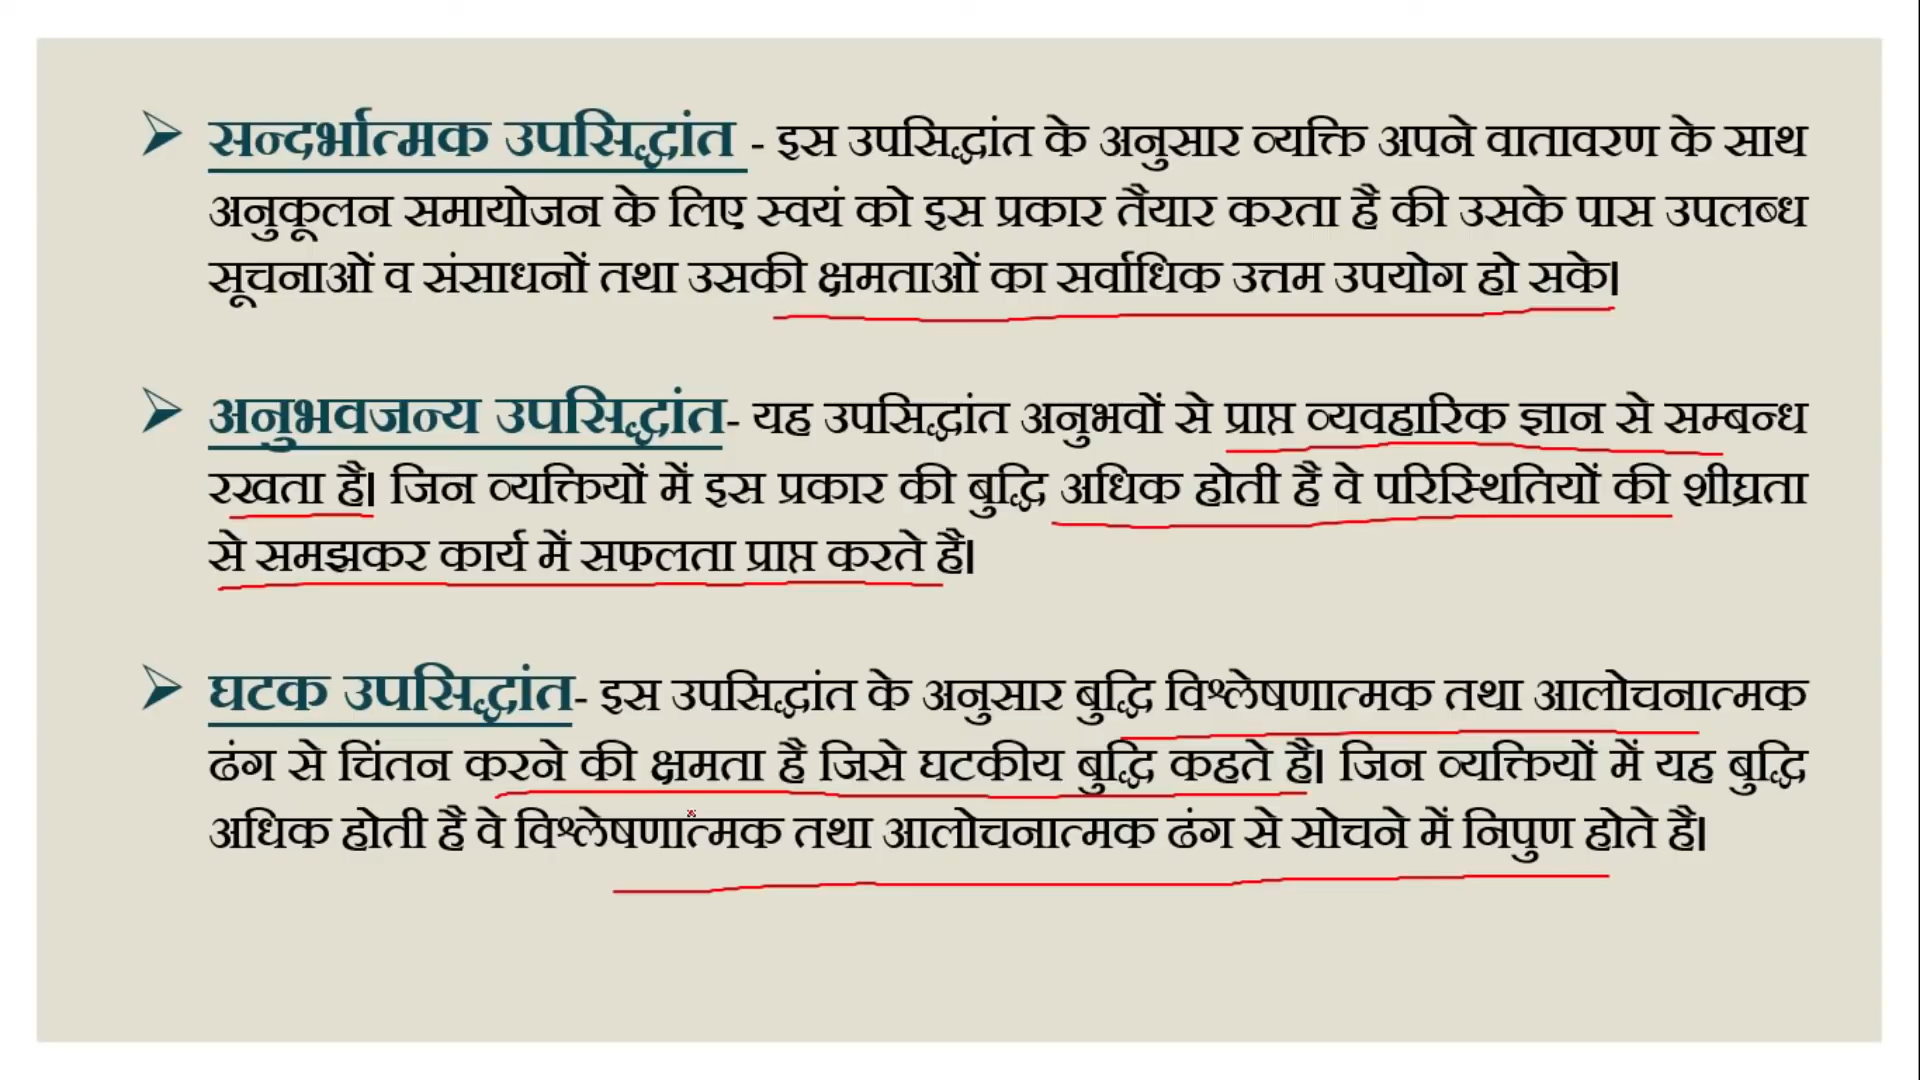 ➢ सन्दर्भात्मक उपसिद्धांत - इस उपसिद्धांत के अनुसार व्यक्ति अपने वातावरण के साथ
अनुकूलन समायोजन के लिए स्वयं को इस प्रकार तैयार करता है की उसके पास उपलब्ध
सूचनाओं व संसाधनों तथा उसकी क्षमताओं का सर्वाधिक उत्तम उपयोग हो सके।
➢ अनुभवजन्य उपसिद्धांत- यह उपसिद्धांत अनुभवों से प्राप्त व्यवहारिक ज्ञान से सम्बन्ध
रखता है। जिन व्यक्तियों में इस प्रकार की बुद्धि अधिक होती है वे परिस्थितियों की शीघ्रता
से समझकर कार्य में सफलता प्राप्त करते है।
➢ घटक उपसिद्धांत- इस उपसिद्धांत के अनुसार बुद्धि विश्लेषणात्मक तथा आलोचनात्मक
ढंग से चिंतन करने की क्षमता है जिसे घटकीय बुद्धि कहते है। जिन व्यक्तियों में यह बुद्धि
अधिक होती है वे विश्लेषणात्मक तथा आलोचनात्मक ढंग से सोचने में निपुण होते है।